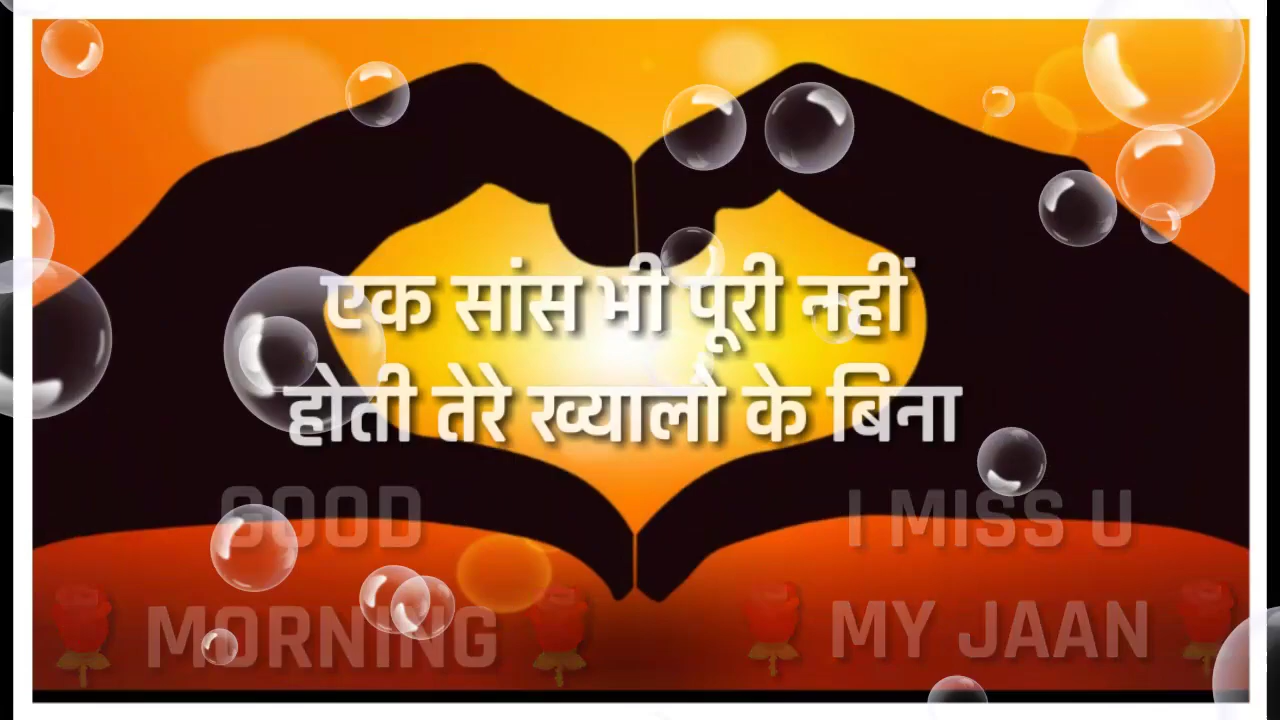 एक सांस भी पूरी नहीं
होती तेरे ख्यालौ के बिना
GOOD
MORNING
I MISS U
MY JAAN